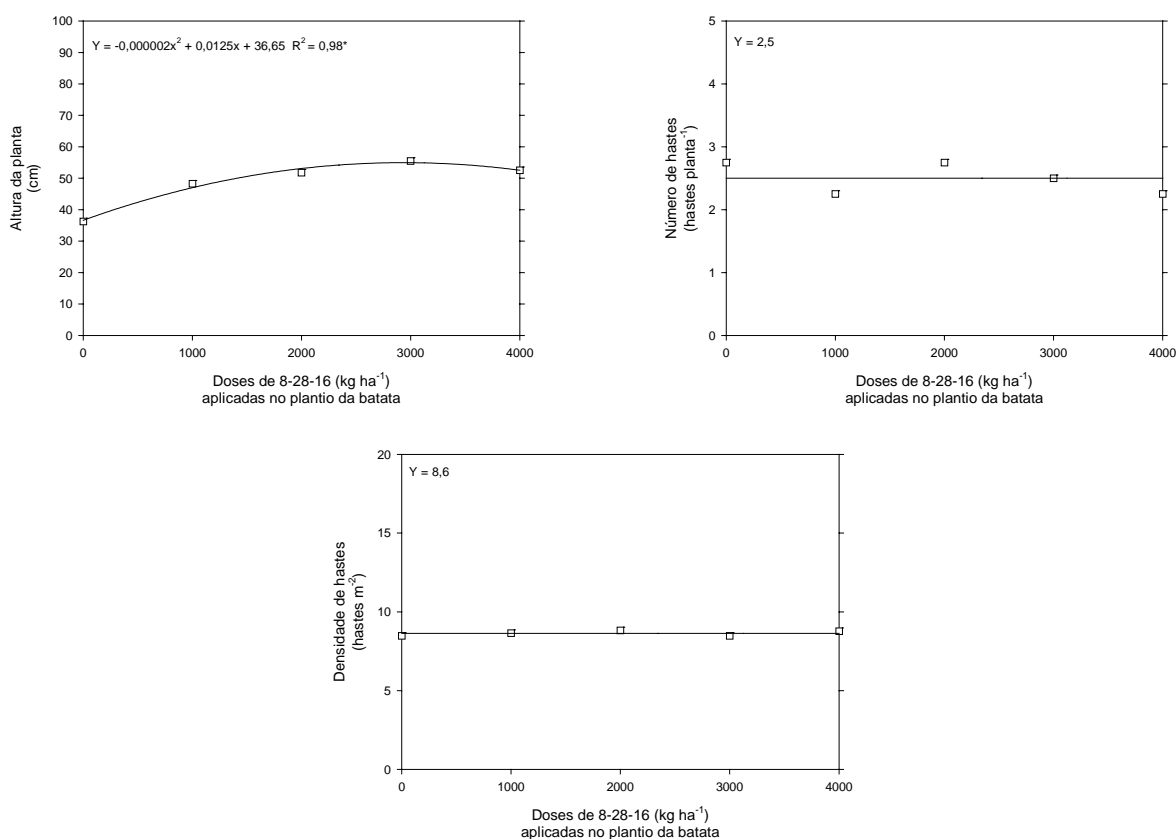 100
90
80
70
60
50
40
30
20
10
0
Y = -0,000002x² + 0,0125x + 36,65 R² = 0,98*
Altura da planta
(cm)
0 1000 2000 3000 4000
Doses de 8-28-16 (kg ha⁻¹)
aplicadas no plantio da batata
5
4
3
2
1
0
Y = 2,5
Número de hastes
(hastes planta⁻¹)
0 1000 2000 3000 4000
Doses de 8-28-16 (kg ha⁻¹)
aplicadas no plantio da batata
20
15
10
5
0
Y = 8,6
Densidade de hastes
(hastes m⁻²)
0 1000 2000 3000 4000
Doses de 8-28-16 (kg ha⁻¹)
aplicadas no plantio da batata